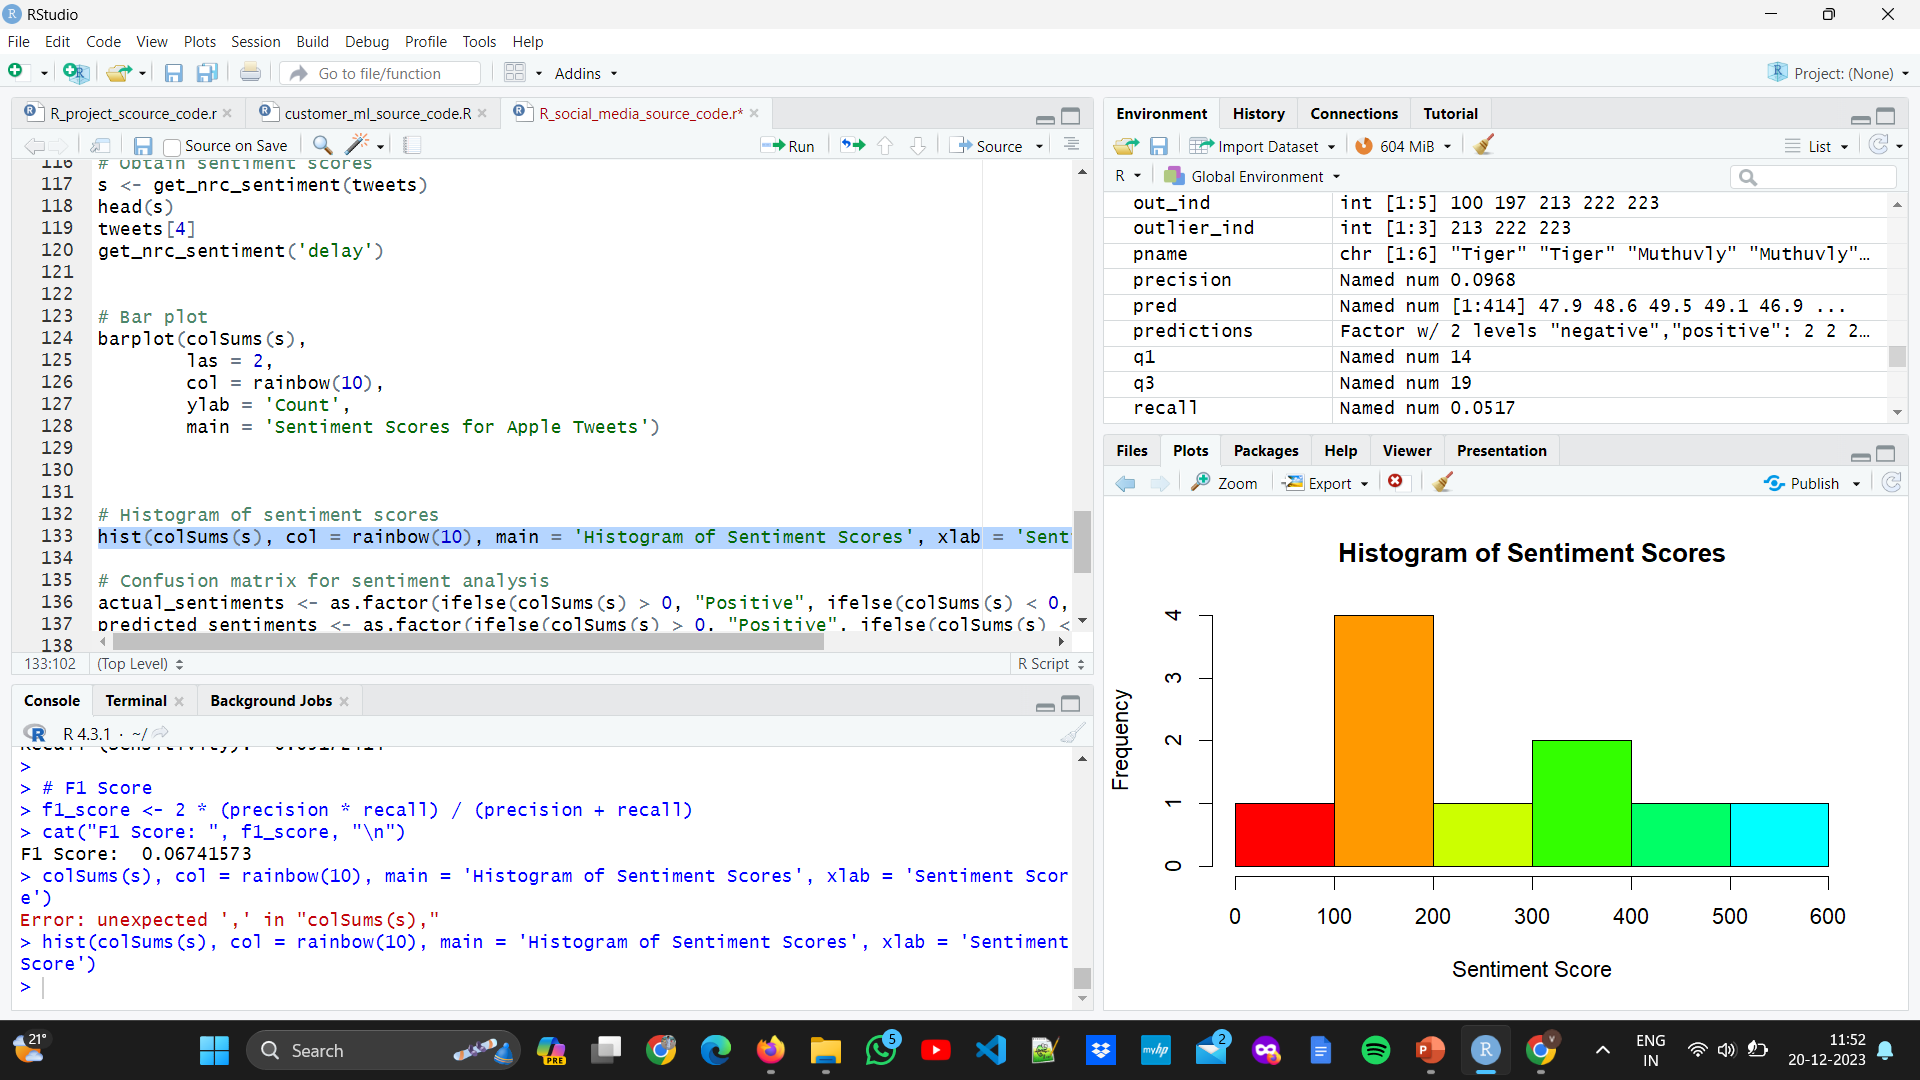 RStudio
File Edit Code View Plots Session Build Debug Profile Tools Help
Go to file/function Addins Project: (None)
R_project_scource_code.r customer_ml_source_code.R R_social_media_source_code.r*
Source on Save Run Source
116 # Obtain sentiment scores
117 s <- get_nrc_sentiment(tweets)
118 head(s)
119 tweets[4]
120 get_nrc_sentiment('delay')
121
122
123 # Bar plot
124 barplot(colSums(s),
125 las = 2,
126 col = rainbow(10),
127 ylab = 'Count',
128 main = 'Sentiment Scores for Apple Tweets')
129
130
131
132 # Histogram of sentiment scores
133 hist(colSums(s), col = rainbow(10), main = 'Histogram of Sentiment Scores', xlab = 'Sent
134
135 # Confusion matrix for sentiment analysis
136 actual_sentiments <- as.factor(ifelse(colSums(s) > 0, "Positive", ifelse(colSums(s) < 0,
137 predicted_sentiments <- as.factor(ifelse(colSums(s) > 0, "Positive", ifelse(colSums(s) <
138
133:102 (Top Level) R Script
Console Terminal Background Jobs
R 4.3.1 · ~/
>
> # F1 Score
> f1_score <- 2 * (precision * recall) / (precision + recall)
> cat("F1 Score: ", f1_score, "\n")
F1 Score:  0.06741573
> colSums(s), col = rainbow(10), main = 'Histogram of Sentiment Scores', xlab = 'Sentiment Scor
e')
Error: unexpected ',' in "colSums(s),"
> hist(colSums(s), col = rainbow(10), main = 'Histogram of Sentiment Scores', xlab = 'Sentiment
Score')
>
Environment History Connections Tutorial
Import Dataset 604 MiB List
R Global Environment
out_ind int [1:5] 100 197 213 222 223
outlier_ind int [1:3] 213 222 223
pname chr [1:6] "Tiger" "Tiger" "Muthuvly" "Muthuvly"…
precision Named num 0.0968
pred Named num [1:414] 47.9 48.6 49.5 49.1 46.9 ...
predictions Factor w/ 2 levels "negative","positive": 2 2 2…
q1 Named num 14
q3 Named num 19
recall Named num 0.0517
Files Plots Packages Help Viewer Presentation
Zoom Export Publish
Histogram of Sentiment Scores
Frequency
4
3
2
1
0
0 100 200 300 400 500 600
Sentiment Score
21° Search PRE 5 myhp 2 P R V ENG
IN
11:52
20-12-2023